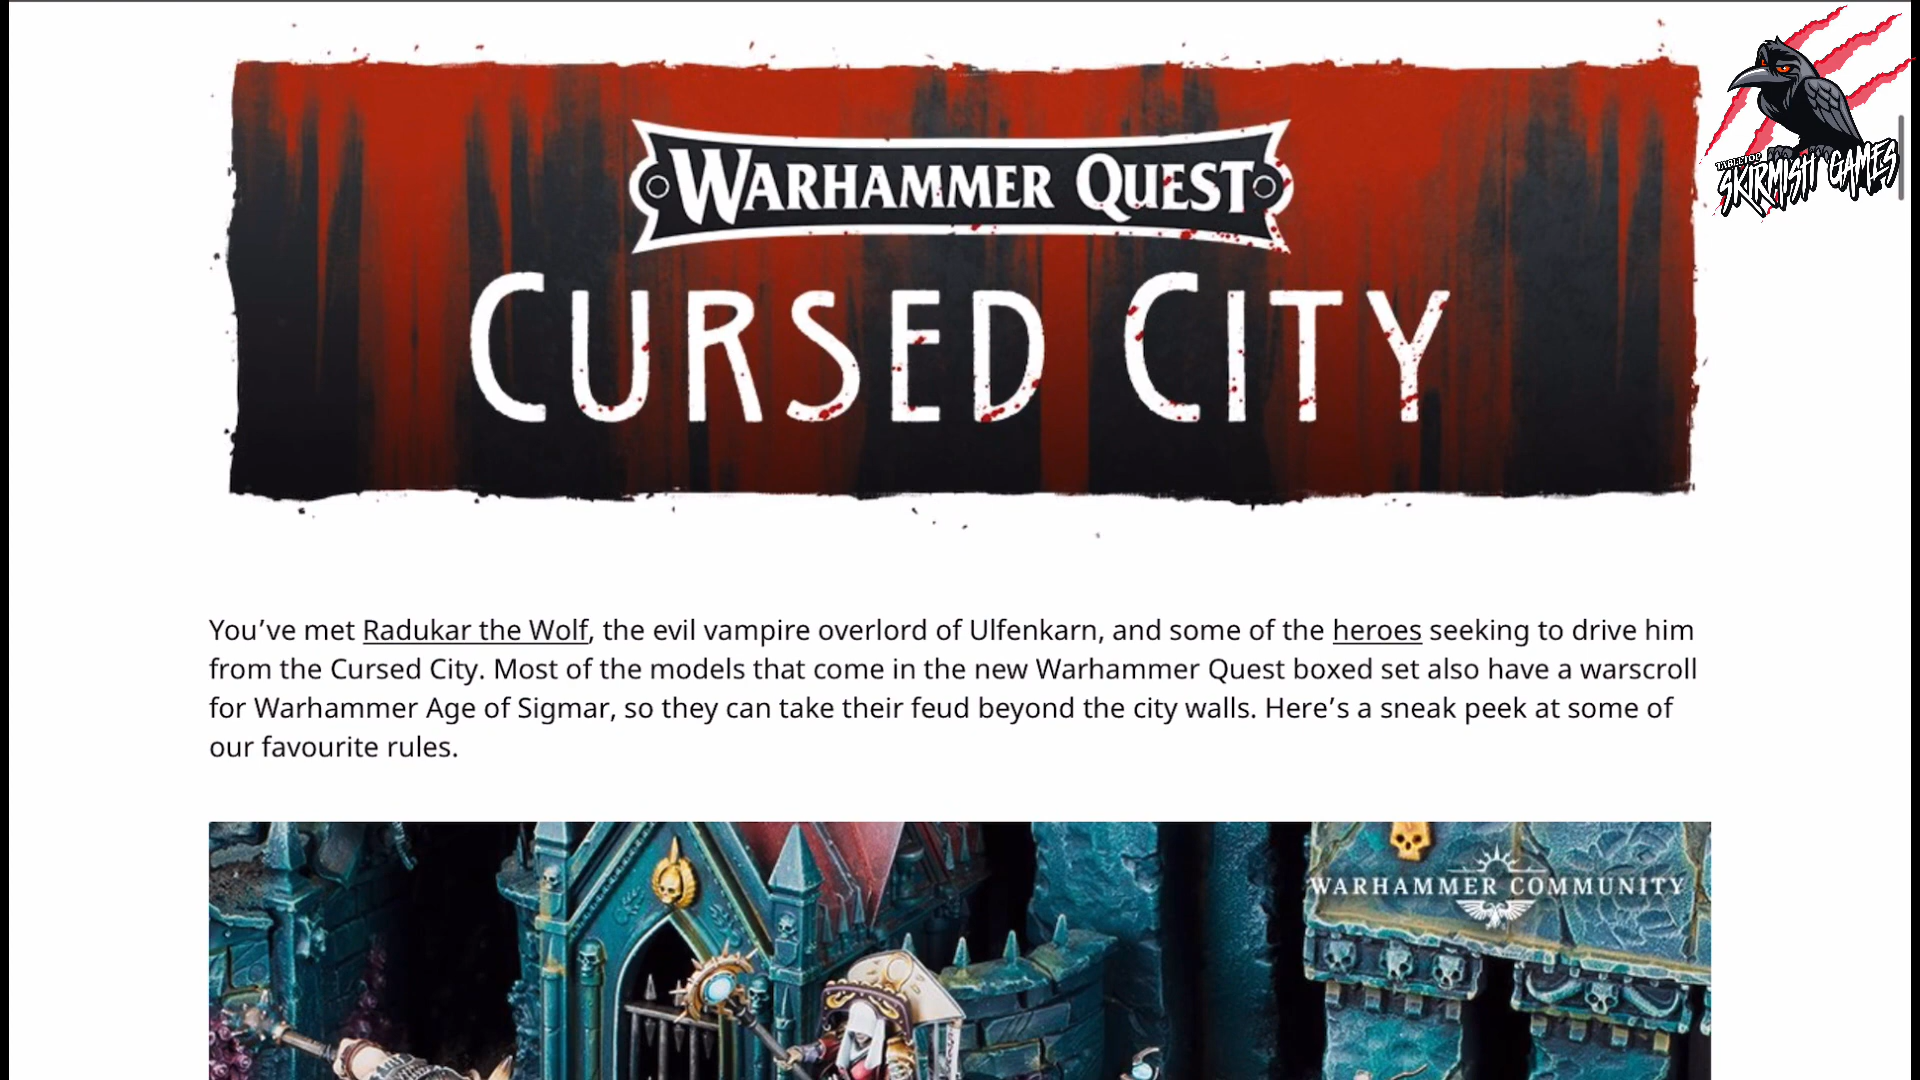 TABLETOP
SKIRMISH GAMES
WARHAMMER QUEST
CURSED CITY
You’ve met Radukar the Wolf, the evil vampire overlord of Ulfenkarn, and some of the heroes seeking to drive him
from the Cursed City. Most of the models that come in the new Warhammer Quest boxed set also have a warscroll
for Warhammer Age of Sigmar, so they can take their feud beyond the city walls. Here’s a sneak peek at some of
our favourite rules.
WARHAMMER COMMUNITY